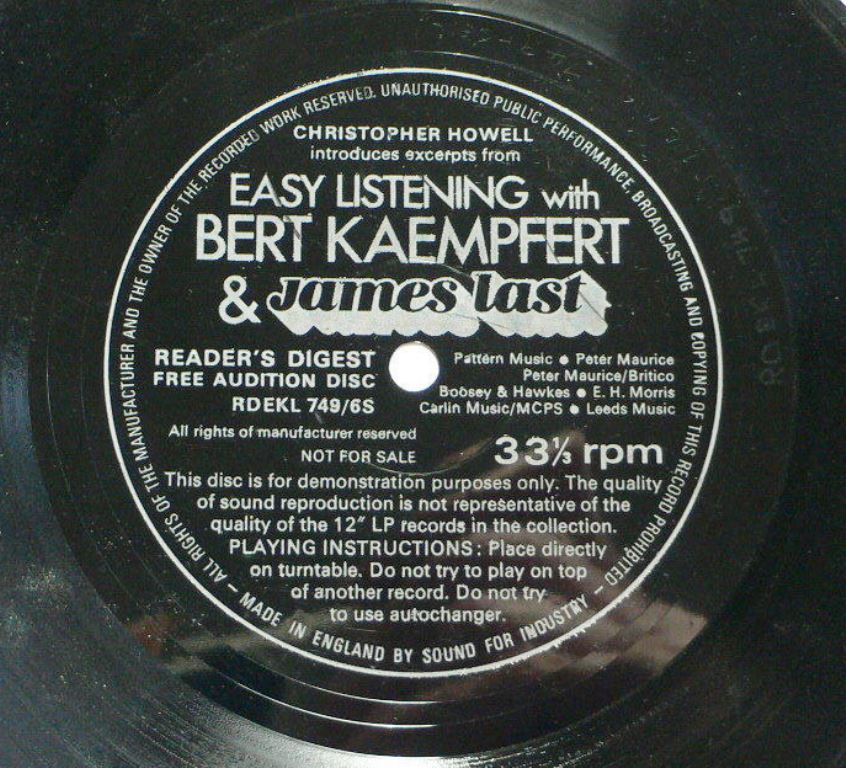 ALL RIGHTS OF THE MANUFACTURER AND THE OWNER OF THE RECORDED WORK RESERVED. UNAUTHORISED PUBLIC PERFORMANCE, BROADCASTING AND COPYING OF THIS RECORD PROHIBITED – MADE IN ENGLAND BY SOUND FOR INDUSTRY –
CHRISTOPHER HOWELL
introduces excerpts from
EASY LISTENING with
BERT KAEMPFERT
& james last
READER'S DIGEST
FREE AUDITION DISC
RDEKL 749/6S
Pattern Music ● Peter Maurice
Peter Maurice/Britico
Boosey & Hawkes ● E. H. Morris
Carlin Music/MCPS ● Leeds Music
All rights of manufacturer reserved
NOT FOR SALE
33⅓ rpm
This disc is for demonstration purposes only. The quality
of sound reproduction is not representative of the
quality of the 12″ LP records in the collection.
PLAYING INSTRUCTIONS: Place directly
on turntable. Do not try to play on top
of another record. Do not try
to use autochanger.